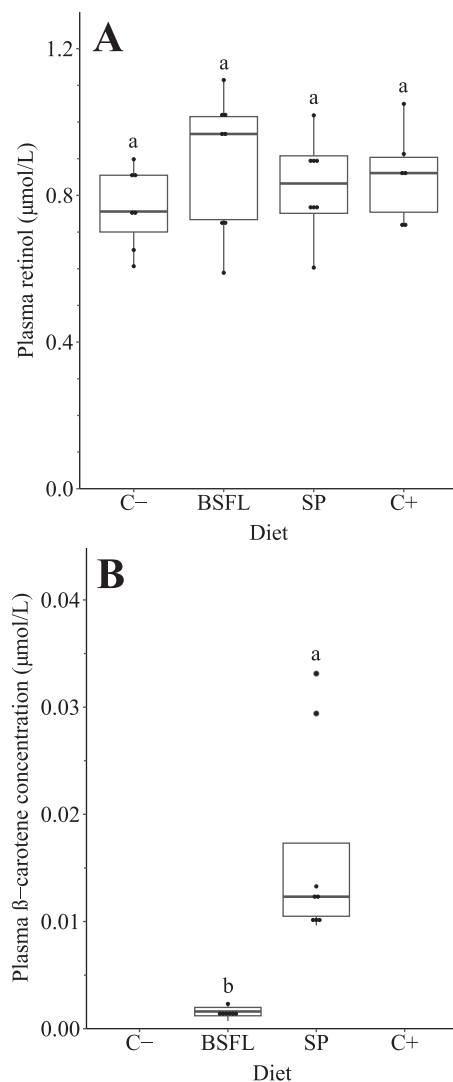 A
Plasma retinol (μmol/L)
1.2
0.8
0.4
0.0
a
a
a
a
C−
BSFL
SP
C+
Diet
B
Plasma ß−carotene concentration (μmol/L)
0.04
0.03
0.02
0.01
0.00
a
b
C−
BSFL
SP
C+
Diet